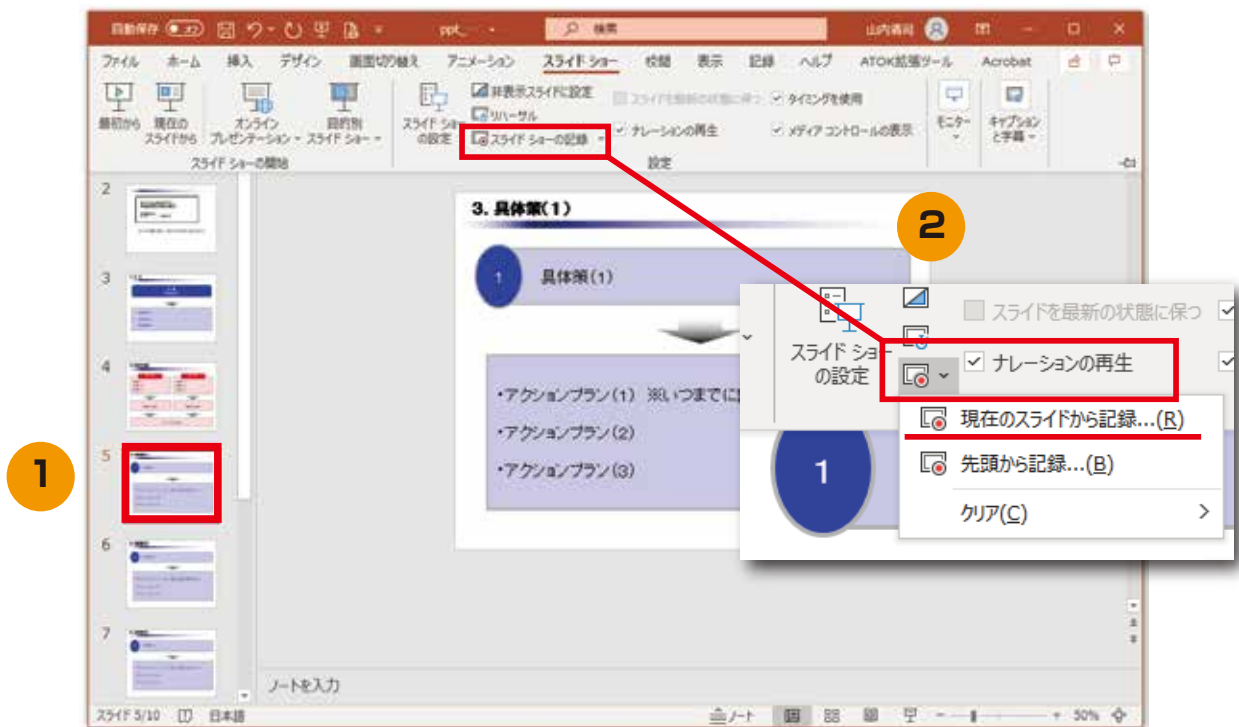 自動保存 オフ ppt_ 検索 山内清司
ファイル ホーム 挿入 デザイン 画面切り替え アニメーション スライド ショー 校閲 表示 記録 ヘルプ ATOK拡張ツール Acrobat
最初から 現在の スライドから オンライン プレゼンテーション 目的別 スライド ショー スライド ショー の設定
非表示スライドに設定 スライドを最新の状態に保つ タイミングを使用
リハーサル
スライド ショーの記録 ナレーションの再生 メディア コントロールの表示
モニター キャプション と字幕
スライド ショーの開始 設定
2
3
4
5
6
7
1
3. 具体策(1)
1 具体策(1)
・アクションプラン(1) ※いつまでに
・アクションプラン(2)
・アクションプラン(3)
2
スライドを最新の状態に保つ
スライド ショー
の設定
ナレーションの再生
現在のスライドから記録...(R)
先頭から記録...(B)
クリア(C)
1
ノートを入力
スライド 5/10 日本語 ノート 50%